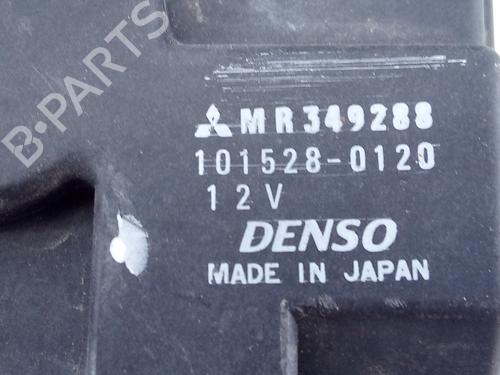 B-PARTS
MR349288
101528-0120
12V
DENSO
MADE IN JAPAN